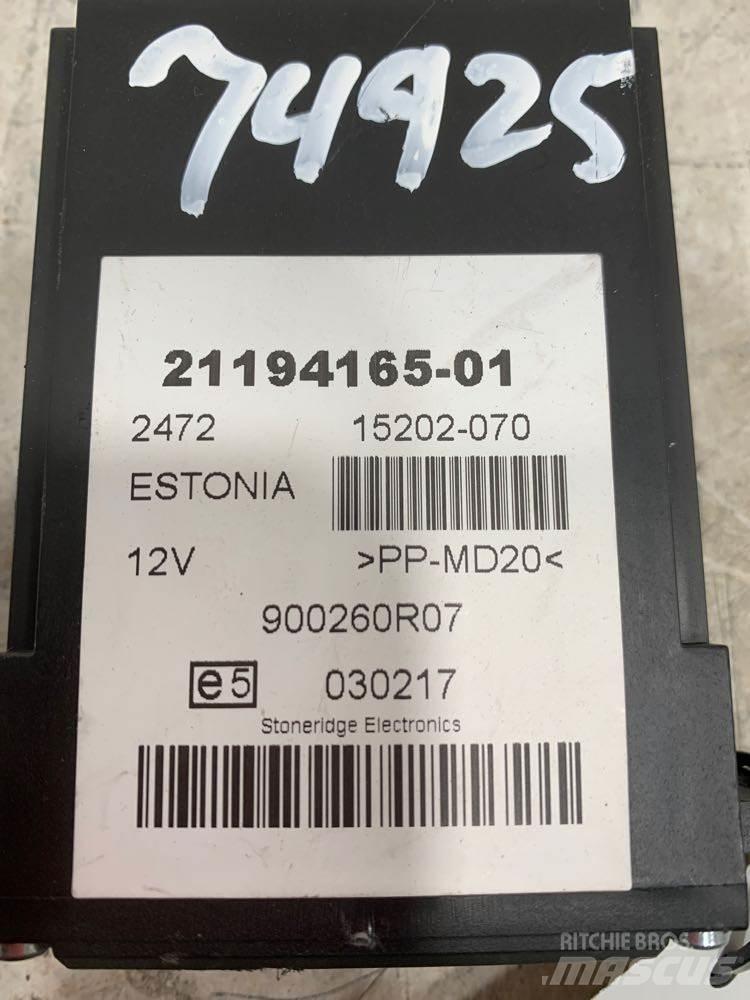 74925
21194165-01
2472 15202-070
ESTONIA
12V >PP-MD20<
900260R07
e5 030217
Stoneridge Electronics
RITCHIE BROS
MASCUS